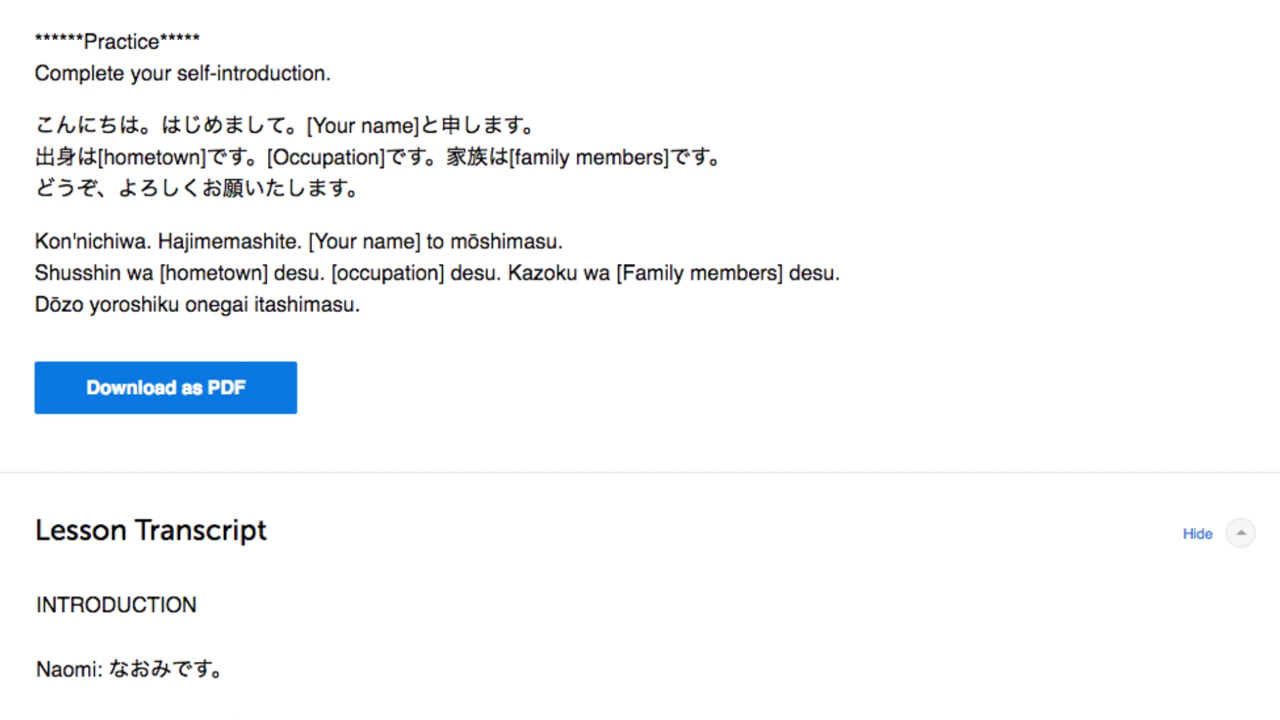 ******Practice*****
Complete your self-introduction.
こんにちは。はじめまして。[Your name]と申します。
出身は[hometown]です。[Occupation]です。家族は[family members]です。
どうぞ、よろしくお願いたします。
Kon'nichiwa. Hajimemashite. [Your name] to mōshimasu.
Shusshin wa [hometown] desu. [occupation] desu. Kazoku wa [Family members] desu.
Dōzo yoroshiku onegai itashimasu.
Download as PDF
Lesson Transcript
Hide
INTRODUCTION
Naomi: なおみです。